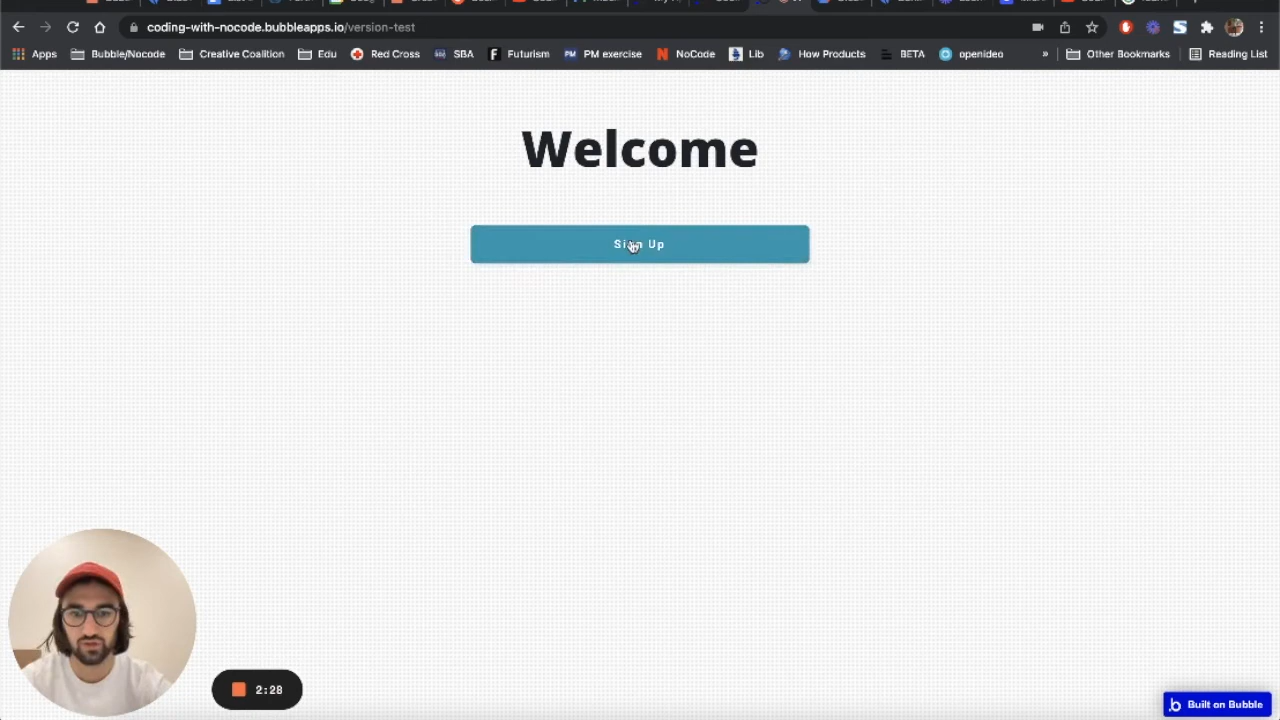 coding-with-nocode.bubbleapps.io/version-test
Apps Bubble/Nocode Creative Coalition Edu Red Cross SBA Futurism PM exercise NoCode Lib How Products BETA openideo » Other Bookmarks Reading List
Welcome
Sign Up
2:28
Built on Bubble